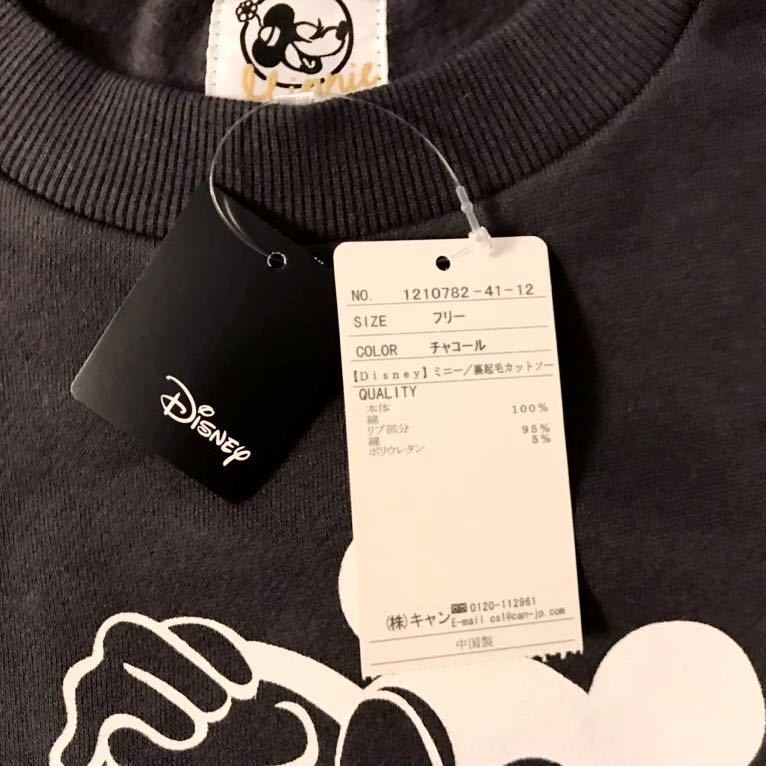 Minnie
DISNEY
NO. 1210782-41-12
SIZE フリー
COLOR チャコール
【Disney】ミニー/裏起毛カットソー
QUALITY
本体
綿 100%
リブ部分
綿 95%
ポリウレタン 5%
(株)キャン 0120-112961
E-mail cs1@can-jp.com
中国製